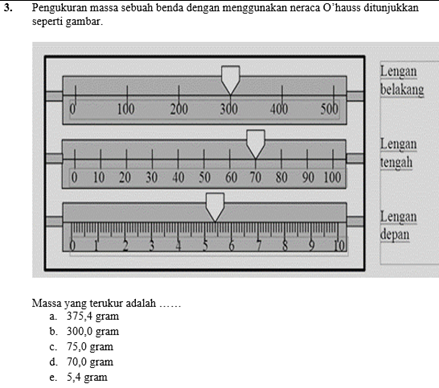 3. Pengukuran massa sebuah benda dengan menggunakan neraca O’hauss ditunjukkan
seperti gambar.
Lengan
belakang
0 100 200 300 400 500
Lengan
tengah
0 10 20 30 40 50 60 70 80 90 100
Lengan
depan
0 1 2 3 4 5 6 7 8 9 10
Massa yang terukur adalah ……
a. 375,4 gram
b. 300,0 gram
c. 75,0 gram
d. 70,0 gram
e. 5,4 gram